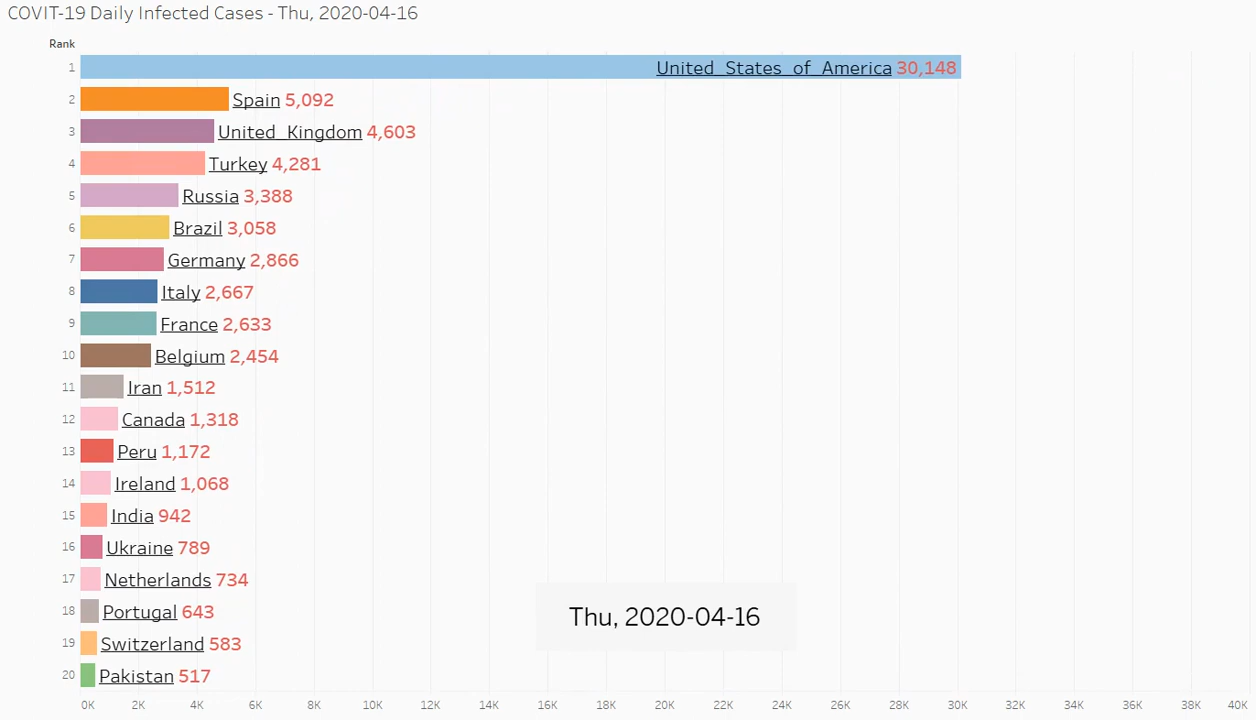 COVIT-19 Daily Infected Cases - Thu, 2020-04-16
Rank
1 United_States_of_America 30,148
2 Spain 5,092
3 United_Kingdom 4,603
4 Turkey 4,281
5 Russia 3,388
6 Brazil 3,058
7 Germany 2,866
8 Italy 2,667
9 France 2,633
10 Belgium 2,454
11 Iran 1,512
12 Canada 1,318
13 Peru 1,172
14 Ireland 1,068
15 India 942
16 Ukraine 789
17 Netherlands 734
18 Portugal 643
Thu, 2020-04-16
19 Switzerland 583
20 Pakistan 517
0K 2K 4K 6K 8K 10K 12K 14K 16K 18K 20K 22K 24K 26K 28K 30K 32K 34K 36K 38K 40K